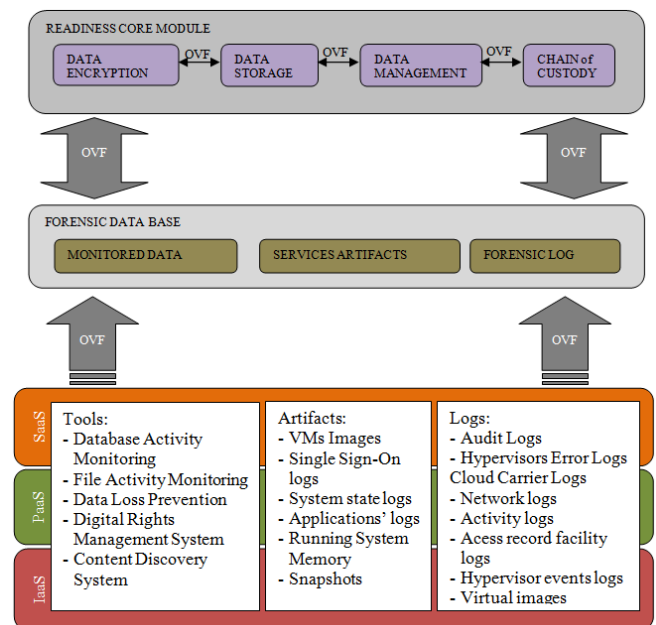 READINESS CORE MODULE
DATA ENCRYPTION
OVF
DATA STORAGE
OVF
DATA MANAGEMENT
OVF
CHAIN of CUSTODY
OVF
OVF
FORENSIC DATA BASE
MONITORED DATA
SERVICES ARTIFACTS
FORENSIC LOG
OVF
OVF
SaaS
PaaS
IaaS
Tools:
- Database Activity
Monitoring
- File Activity Monitoring
- Data Loss Prevention
- Digital Rights
Management System
- Content Discovery
System
Artifacts:
- VMs Images
- Single Sign-On
logs
- System state logs
- Applications' logs
- Running System
Memory
- Snapshots
Logs:
- Audit Logs
- Hypervisors Error Logs
Cloud Carrier Logs
- Network logs
- Activity logs
- Acess record facility
logs
- Hypervisor events logs
- Virtual images